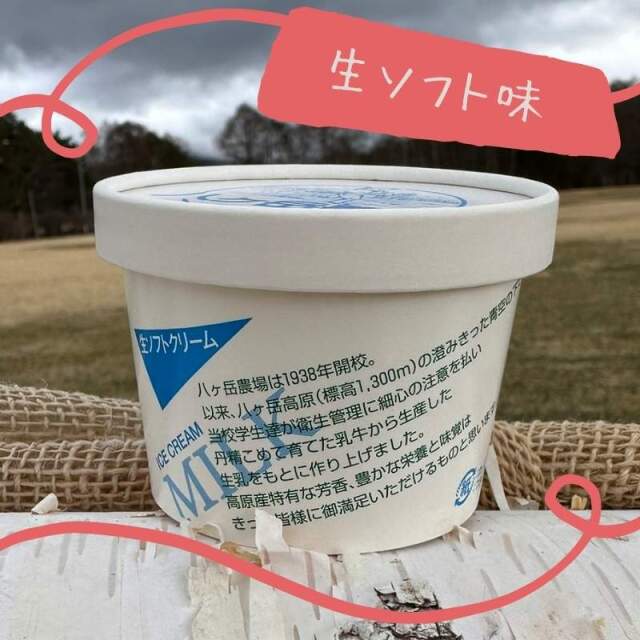 生ソフト味
生ソフトクリーム
八ヶ岳農場は1938年開校。
以来、八ヶ岳高原(標高1,300m)の澄みきった青空の
当校学生達が衛生管理に細心の注意を払い
丹精こめて育てた乳牛から生産した
生乳をもとに作り上げました。
高原産特有な芳香、豊かな栄養と味覚は
きっと皆様に御満足いただけるものと思います
ICE CREAM
MILK